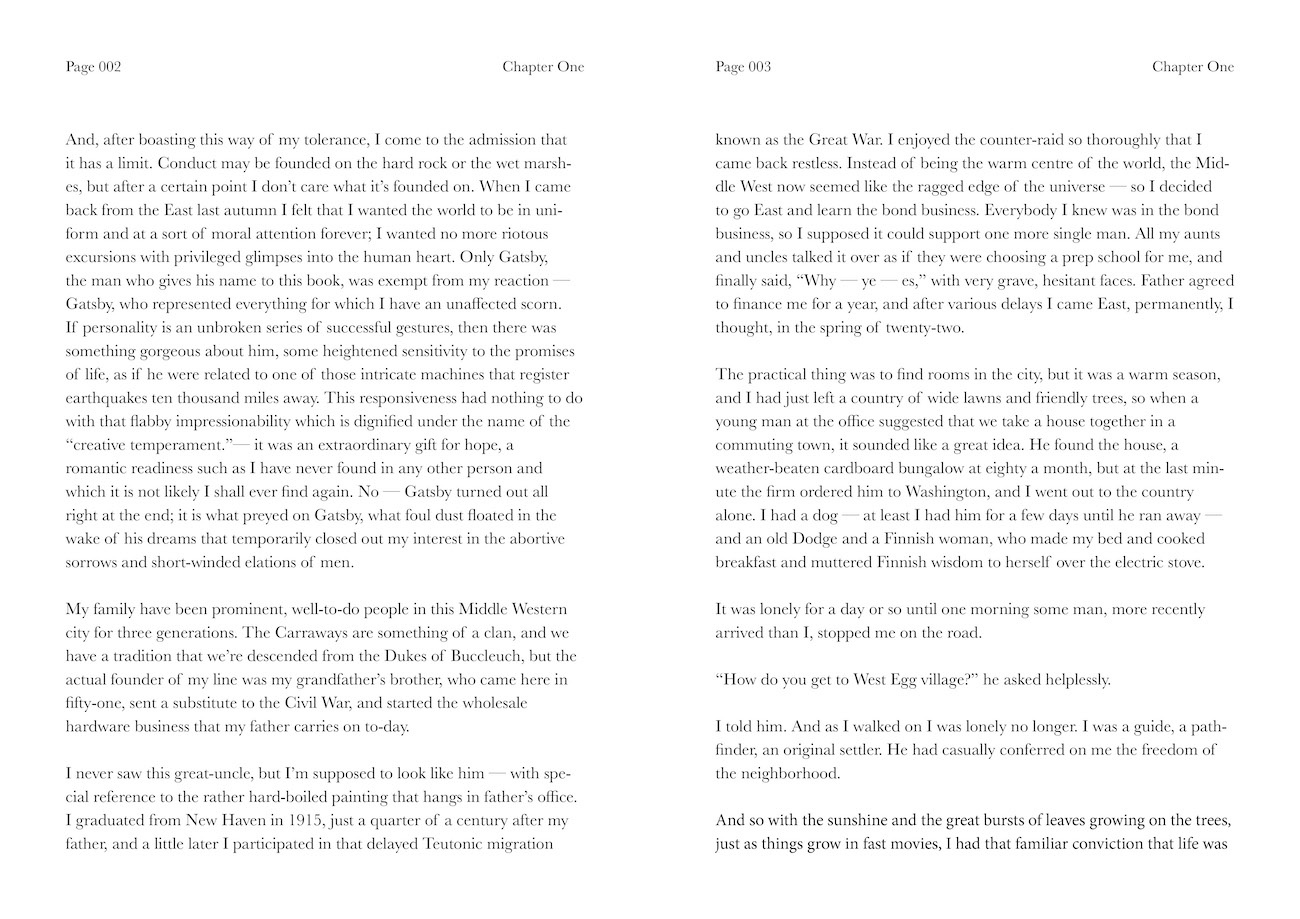 Page 002
Chapter One
And, after boasting this way of my tolerance, I come to the admission that
it has a limit. Conduct may be founded on the hard rock or the wet marsh-
es, but after a certain point I don’t care what it’s founded on. When I came
back from the East last autumn I felt that I wanted the world to be in uni-
form and at a sort of moral attention forever; I wanted no more riotous
excursions with privileged glimpses into the human heart. Only Gatsby,
the man who gives his name to this book, was exempt from my reaction —
Gatsby, who represented everything for which I have an unaffected scorn.
If personality is an unbroken series of successful gestures, then there was
something gorgeous about him, some heightened sensitivity to the promises
of life, as if he were related to one of those intricate machines that register
earthquakes ten thousand miles away. This responsiveness had nothing to do
with that flabby impressionability which is dignified under the name of the
“creative temperament.”— it was an extraordinary gift for hope, a
romantic readiness such as I have never found in any other person and
which it is not likely I shall ever find again. No — Gatsby turned out all
right at the end; it is what preyed on Gatsby, what foul dust floated in the
wake of his dreams that temporarily closed out my interest in the abortive
sorrows and short-winded elations of men.
My family have been prominent, well-to-do people in this Middle Western
city for three generations. The Carraways are something of a clan, and we
have a tradition that we’re descended from the Dukes of Buccleuch, but the
actual founder of my line was my grandfather’s brother, who came here in
fifty-one, sent a substitute to the Civil War, and started the wholesale
hardware business that my father carries on to-day.
I never saw this great-uncle, but I’m supposed to look like him — with spe-
cial reference to the rather hard-boiled painting that hangs in father’s office.
I graduated from New Haven in 1915, just a quarter of a century after my
father, and a little later I participated in that delayed Teutonic migration
Page 003
Chapter One
known as the Great War. I enjoyed the counter-raid so thoroughly that I
came back restless. Instead of being the warm centre of the world, the Mid-
dle West now seemed like the ragged edge of the universe — so I decided
to go East and learn the bond business. Everybody I knew was in the bond
business, so I supposed it could support one more single man. All my aunts
and uncles talked it over as if they were choosing a prep school for me, and
finally said, “Why — ye — es,” with very grave, hesitant faces. Father agreed
to finance me for a year, and after various delays I came East, permanently, I
thought, in the spring of twenty-two.
The practical thing was to find rooms in the city, but it was a warm season,
and I had just left a country of wide lawns and friendly trees, so when a
young man at the office suggested that we take a house together in a
commuting town, it sounded like a great idea. He found the house, a
weather-beaten cardboard bungalow at eighty a month, but at the last min-
ute the firm ordered him to Washington, and I went out to the country
alone. I had a dog — at least I had him for a few days until he ran away —
and an old Dodge and a Finnish woman, who made my bed and cooked
breakfast and muttered Finnish wisdom to herself over the electric stove.
It was lonely for a day or so until one morning some man, more recently
arrived than I, stopped me on the road.
“How do you get to West Egg village?” he asked helplessly.
I told him. And as I walked on I was lonely no longer. I was a guide, a path-
finder, an original settler. He had casually conferred on me the freedom of
the neighborhood.
And so with the sunshine and the great bursts of leaves growing on the trees,
just as things grow in fast movies, I had that familiar conviction that life was